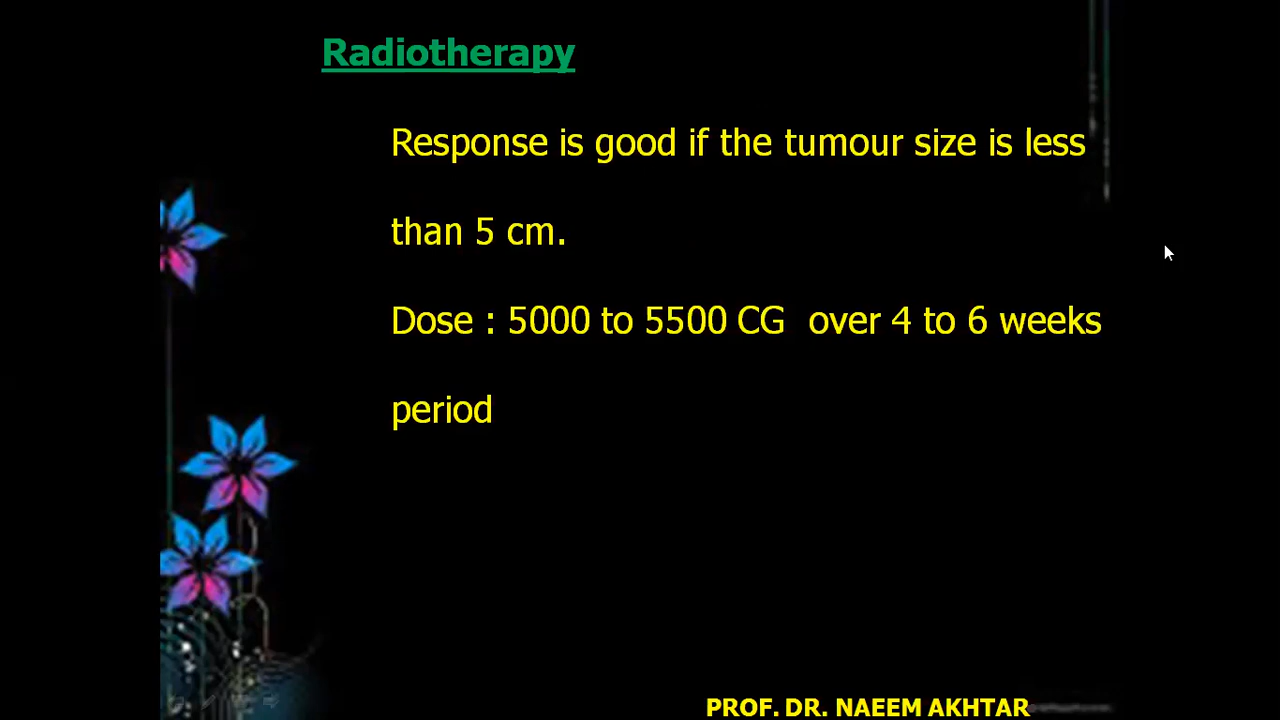 Radiotherapy
Response is good if the tumour size is less
than 5 cm.
Dose : 5000 to 5500 CG over 4 to 6 weeks
period
PROF. DR. NAEEM AKHTAR